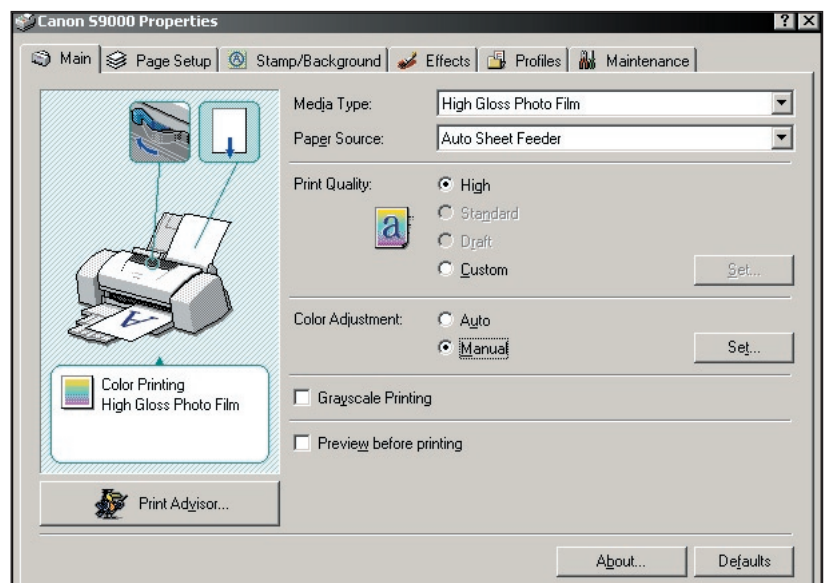 Canon S9000 Properties
Main Page Setup Stamp/Background Effects Profiles Maintenance
Media Type: High Gloss Photo Film
Paper Source: Auto Sheet Feeder
Print Quality: High
Standard
Draft
Custom Set...
a
Color Adjustment: Auto
Manual Set...
A
Color Printing
High Gloss Photo Film
Grayscale Printing
Preview before printing
Print Advisor...
About... Defaults